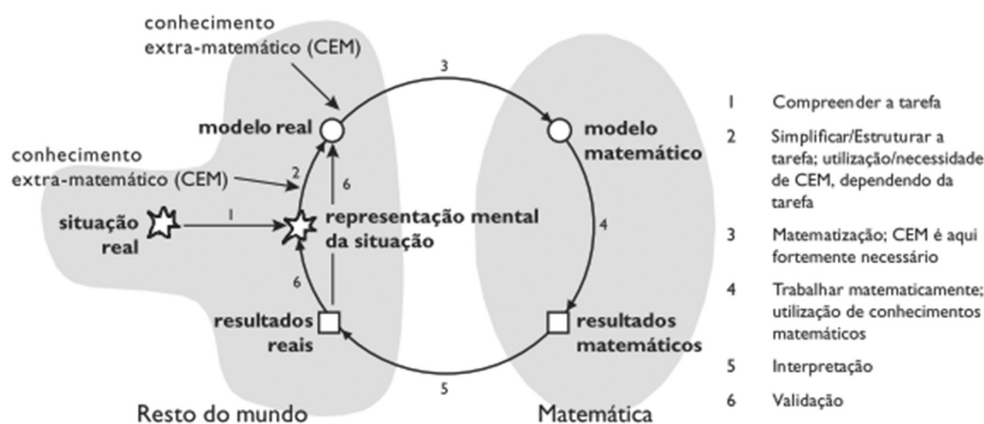 conhecimento
extra-matemático (CEM)
3
modelo real
modelo
matemático
conhecimento
extra-matemático (CEM)
2
6
situação
real
1
representação mental
da situação
4
6
resultados
reais
resultados
matemáticos
5
Resto do mundo
Matemática
1 Compreender a tarefa
2 Simplificar/Estruturar a
tarefa; utilização/necessidade
de CEM, dependendo da
tarefa
3 Matematização; CEM é aqui
fortemente necessário
4 Trabalhar matematicamente;
utilização de conhecimentos
matemáticos
5 Interpretação
6 Validação